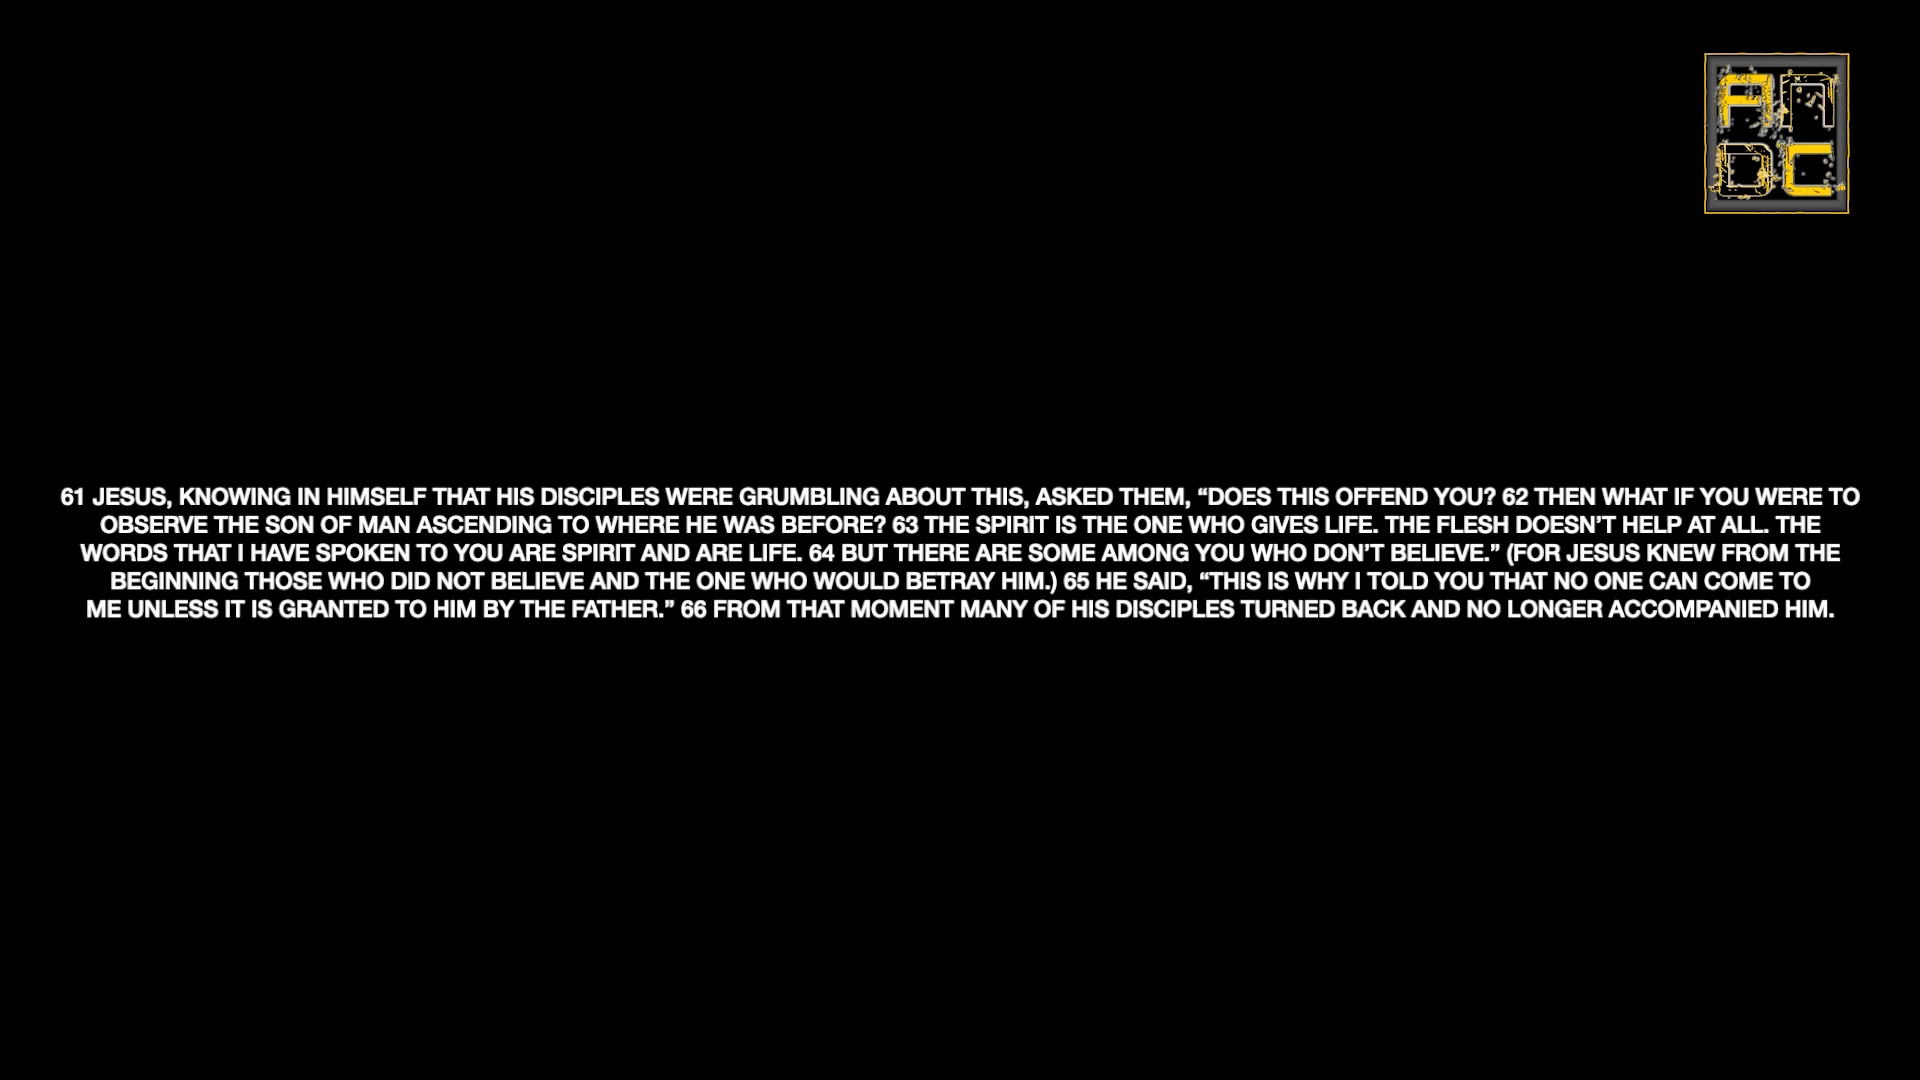 61 JESUS, KNOWING IN HIMSELF THAT HIS DISCIPLES WERE GRUMBLING ABOUT THIS, ASKED THEM, “DOES THIS OFFEND YOU? 62 THEN WHAT IF YOU WERE TO
OBSERVE THE SON OF MAN ASCENDING TO WHERE HE WAS BEFORE? 63 THE SPIRIT IS THE ONE WHO GIVES LIFE. THE FLESH DOESN’T HELP AT ALL. THE
WORDS THAT I HAVE SPOKEN TO YOU ARE SPIRIT AND ARE LIFE. 64 BUT THERE ARE SOME AMONG YOU WHO DON’T BELIEVE.” (FOR JESUS KNEW FROM THE
BEGINNING THOSE WHO DID NOT BELIEVE AND THE ONE WHO WOULD BETRAY HIM.) 65 HE SAID, “THIS IS WHY I TOLD YOU THAT NO ONE CAN COME TO
ME UNLESS IT IS GRANTED TO HIM BY THE FATHER.” 66 FROM THAT MOMENT MANY OF HIS DISCIPLES TURNED BACK AND NO LONGER ACCOMPANIED HIM.